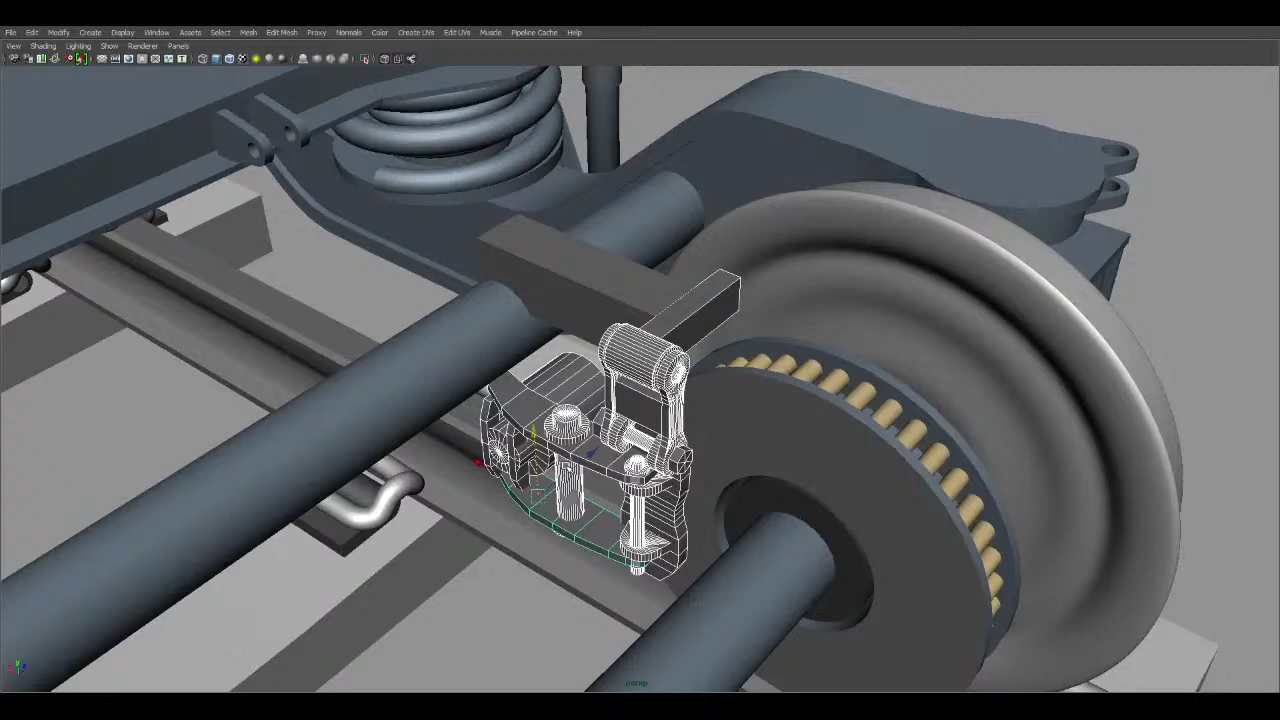 File Edit Modify Create Display Window Assets Select Mesh Edit Mesh Proxy Normals Color Create UVs Edit UVs Muscle Pipeline Cache Help
View Shading Lighting Show Renderer Panels
persp